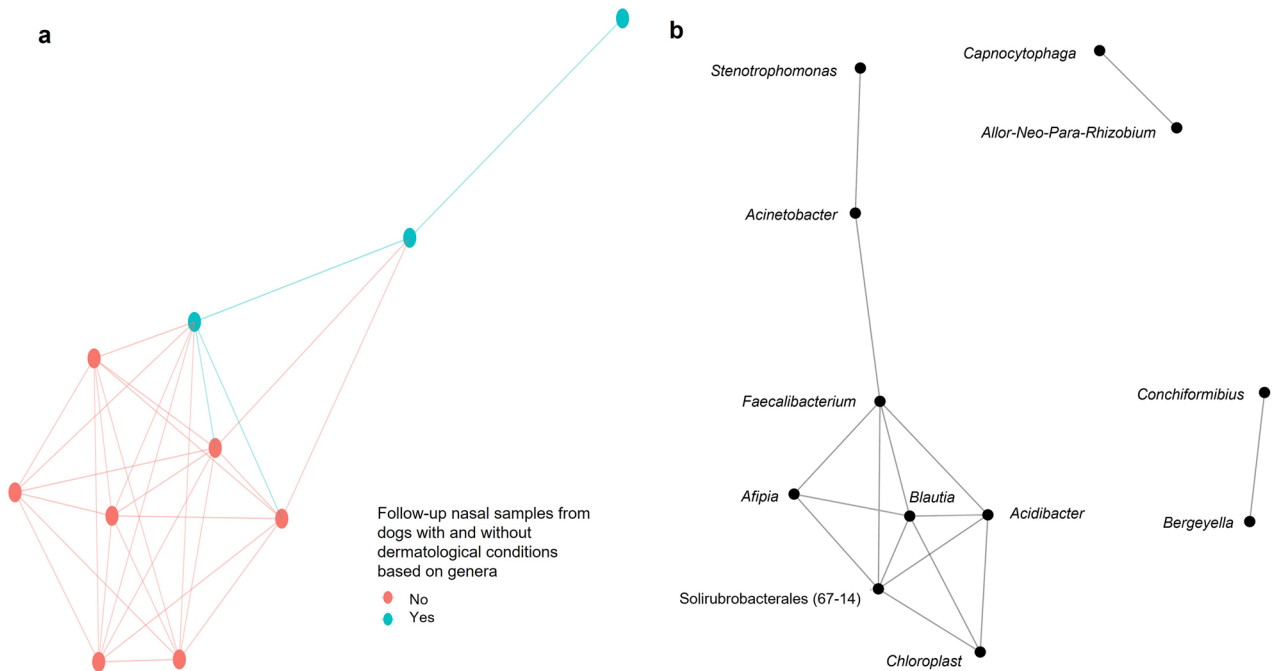 a
Follow-up nasal samples from
dogs with and without
dermatological conditions
based on genera
No
Yes
b
Capnocytophaga
Stenotrophomonas
Allor-Neo-Para-Rhizobium
Acinetobacter
Conchiformibius
Faecalibacterium
Afipia
Blautia
Acidibacter
Bergeyella
Solirubrobacterales (67-14)
Chloroplast